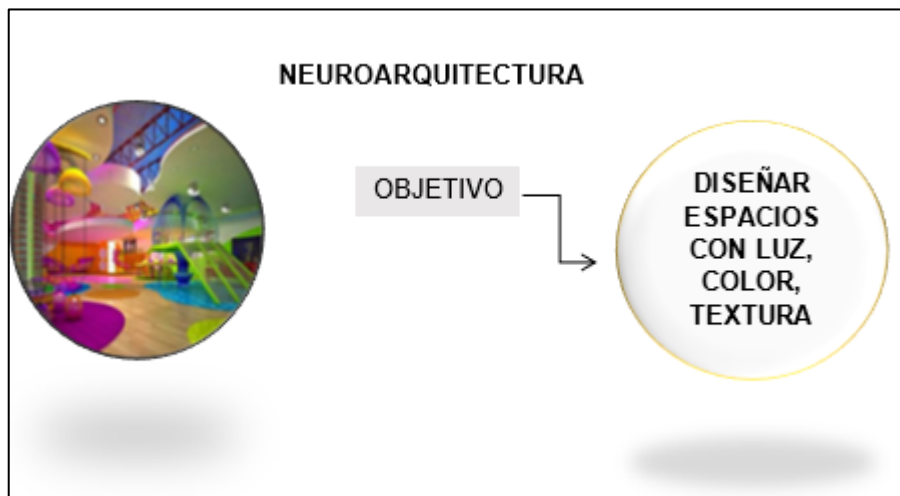 NEUROARQUITECTURA
OBJETIVO
DISEÑAR
ESPACIOS
CON LUZ,
COLOR,
TEXTURA